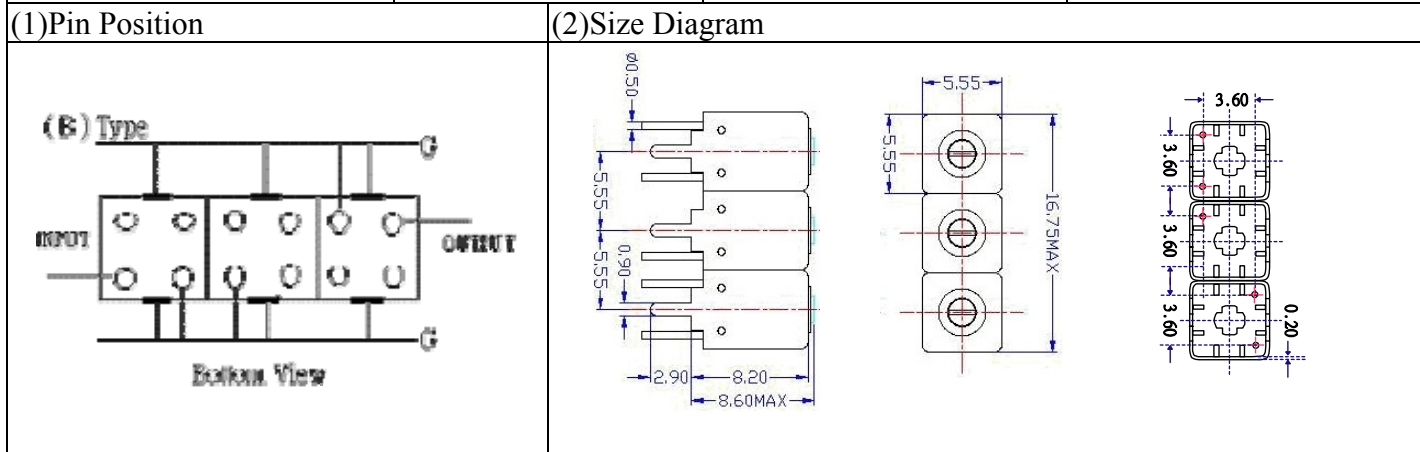 (1)Pin Position
(2)Size Diagram
(B) Type
G
INPUT
OUTPUT
G
Bottom View
ø0.50
5.55
5.55
0.90
2.90
8.20
8.60MAX
5.55
5.55
16.75MAX
3.60
3.60
3.60
3.60
0.20